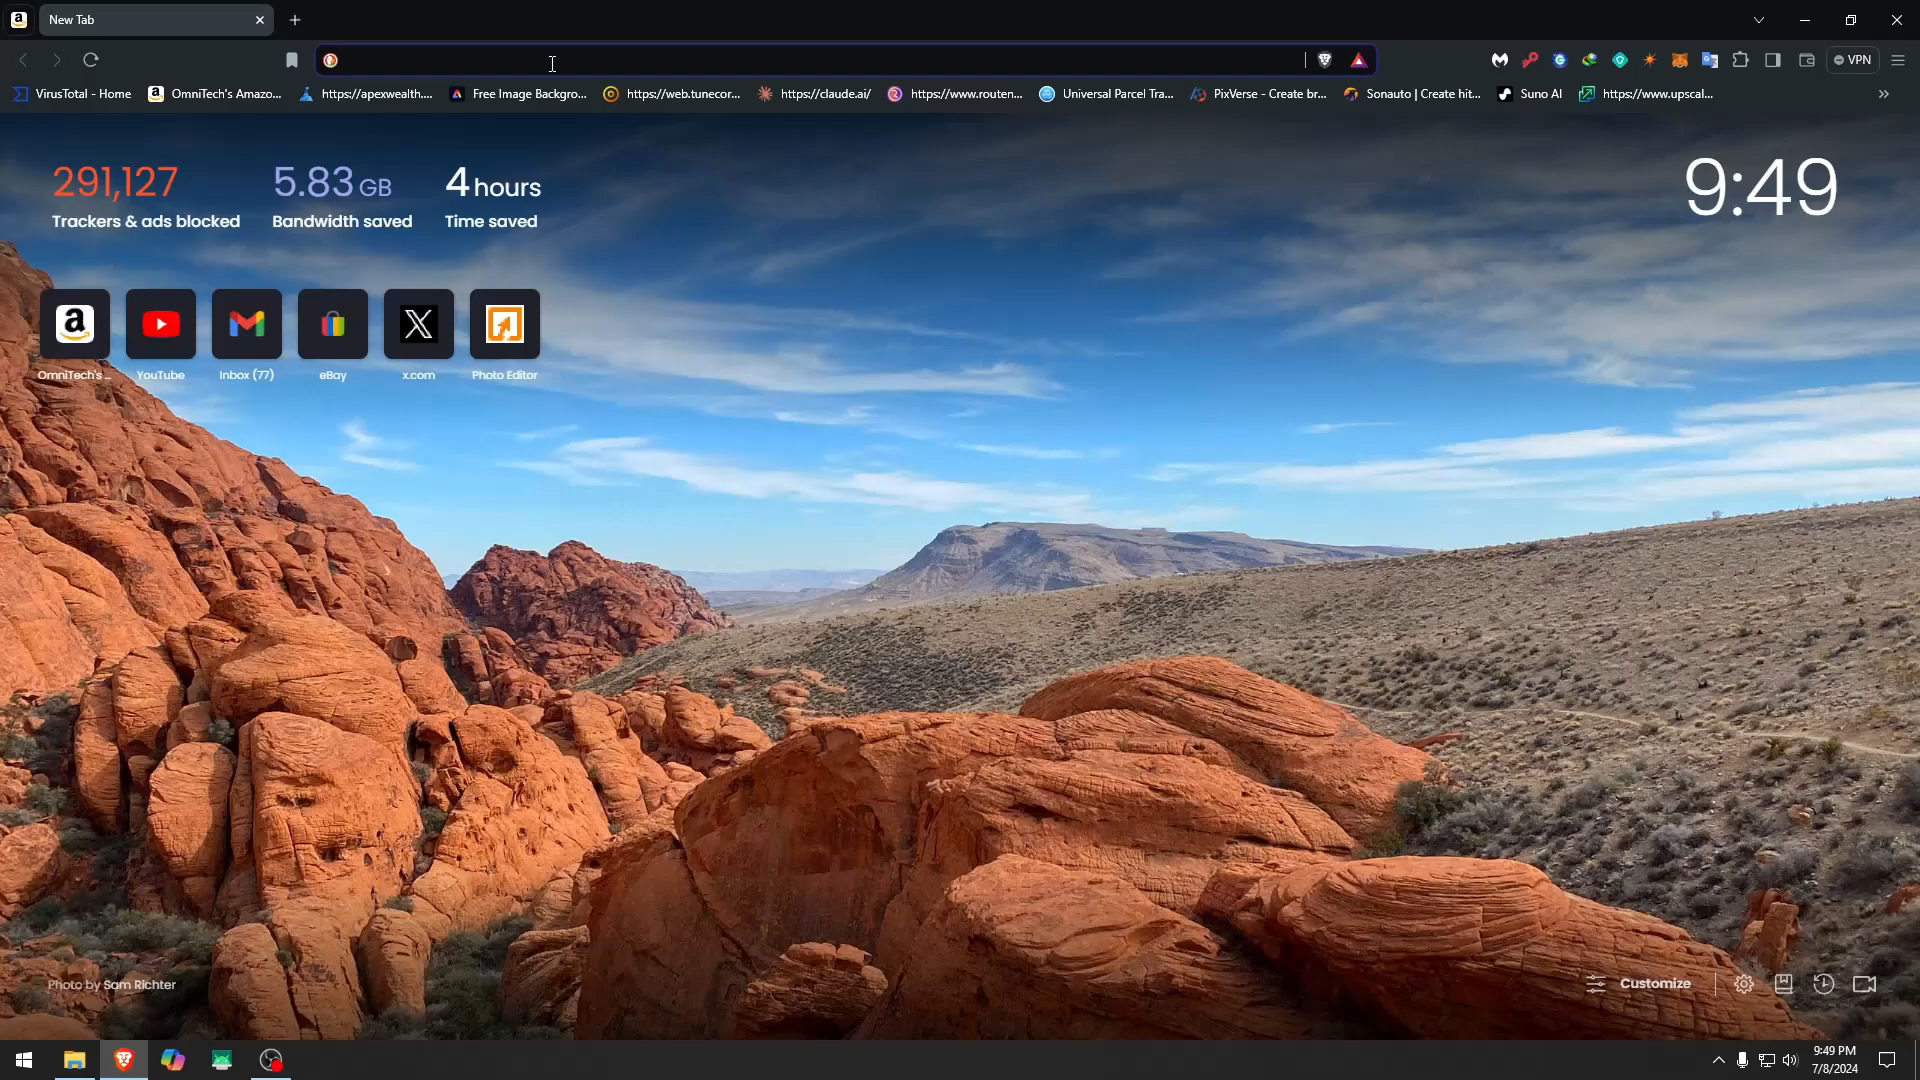 New Tab
VPN
VirusTotal - Home
OmniTech's Amazo...
https://apexwealth....
Free Image Backgro...
https://web.tunecor...
https://claude.ai/
https://www.routen...
Universal Parcel Tra...
PixVerse - Create br...
Sonauto | Create hit...
Suno AI
https://www.upscal...
291,127
Trackers & ads blocked
5.83 GB
Bandwidth saved
4 hours
Time saved
9:49
OmniTech's ...
YouTube
Inbox (77)
eBay
x.com
Photo Editor
Photo by Sam Richter
Customize
9:49 PM
7/8/2024